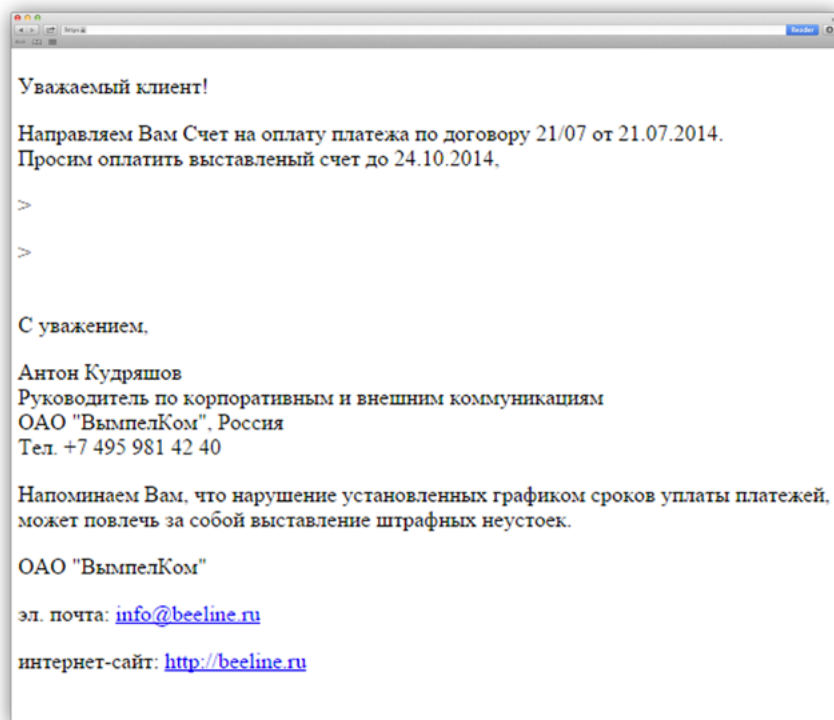 https
Reader
Уважаемый клиент!
Направляем Вам Счет на оплату платежа по договору 21/07 от 21.07.2014.
Просим оплатить выставленый счет до 24.10.2014,
>
>
С уважением,
Антон Кудряшов
Руководитель по корпоративным и внешним коммуникациям
ОАО "ВымпелКом", Россия
Тел. +7 495 981 42 40
Напоминаем Вам, что нарушение установленных графиком сроков уплаты платежей,
может повлечь за собой выставление штрафных неустоек.
ОАО "ВымпелКом"
эл. почта: info@beeline.ru
интернет-сайт: http://beeline.ru